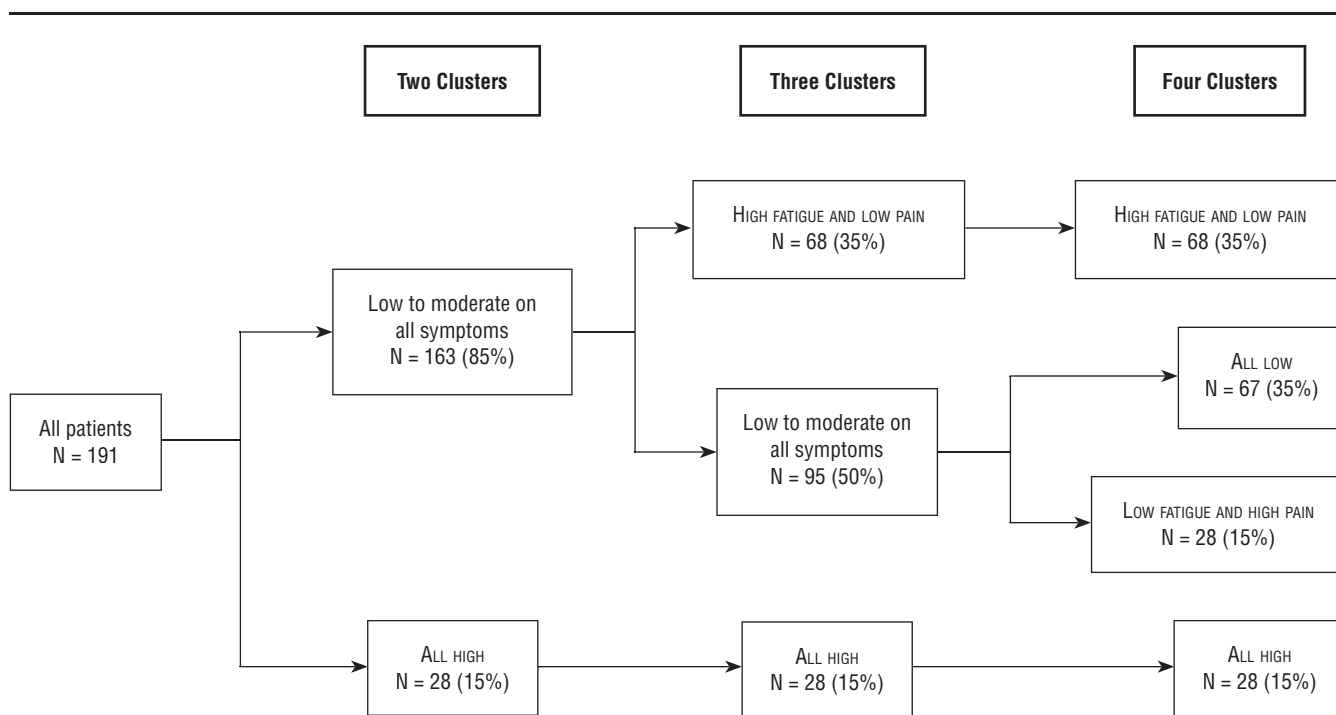 Two Clusters
Three Clusters
Four Clusters
All patients
N = 191
Low to moderate on
all symptoms
N = 163 (85%)
All high
N = 28 (15%)
High fatigue and low pain
N = 68 (35%)
Low to moderate on
all symptoms
N = 95 (50%)
All high
N = 28 (15%)
High fatigue and low pain
N = 68 (35%)
All low
N = 67 (35%)
Low fatigue and high pain
N = 28 (15%)
All high
N = 28 (15%)